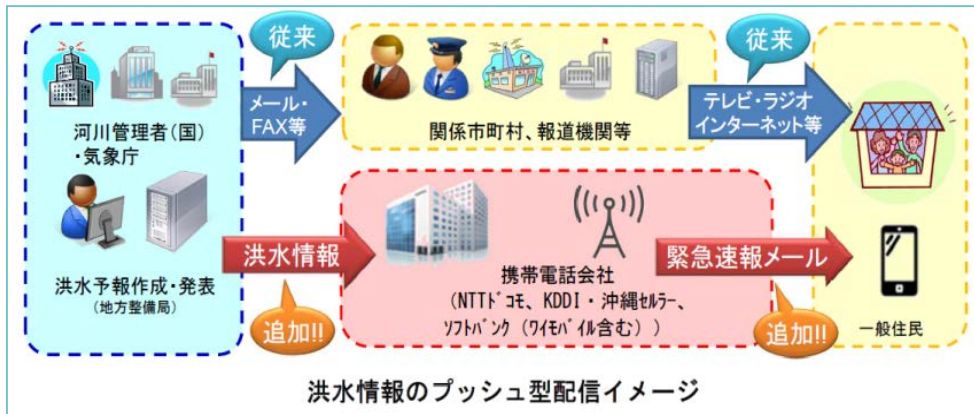 河川管理者(国)
・気象庁
洪水予報作成・発表
(地方整備局)
従来
メール・
FAX等
関係市町村、報道機関等
従来
テレビ・ラジオ
インターネット等
洪水情報
追加!!
携帯電話会社
(NTTﾄﾞｺﾓ、KDDI・沖縄ｾﾙﾗｰ、
ｿﾌﾄﾊﾞﾝｸ（ﾜｲﾓﾊﾞｲﾙ含む）)
緊急速報メール
追加!!
一般住民
洪水情報のプッシュ型配信イメージ